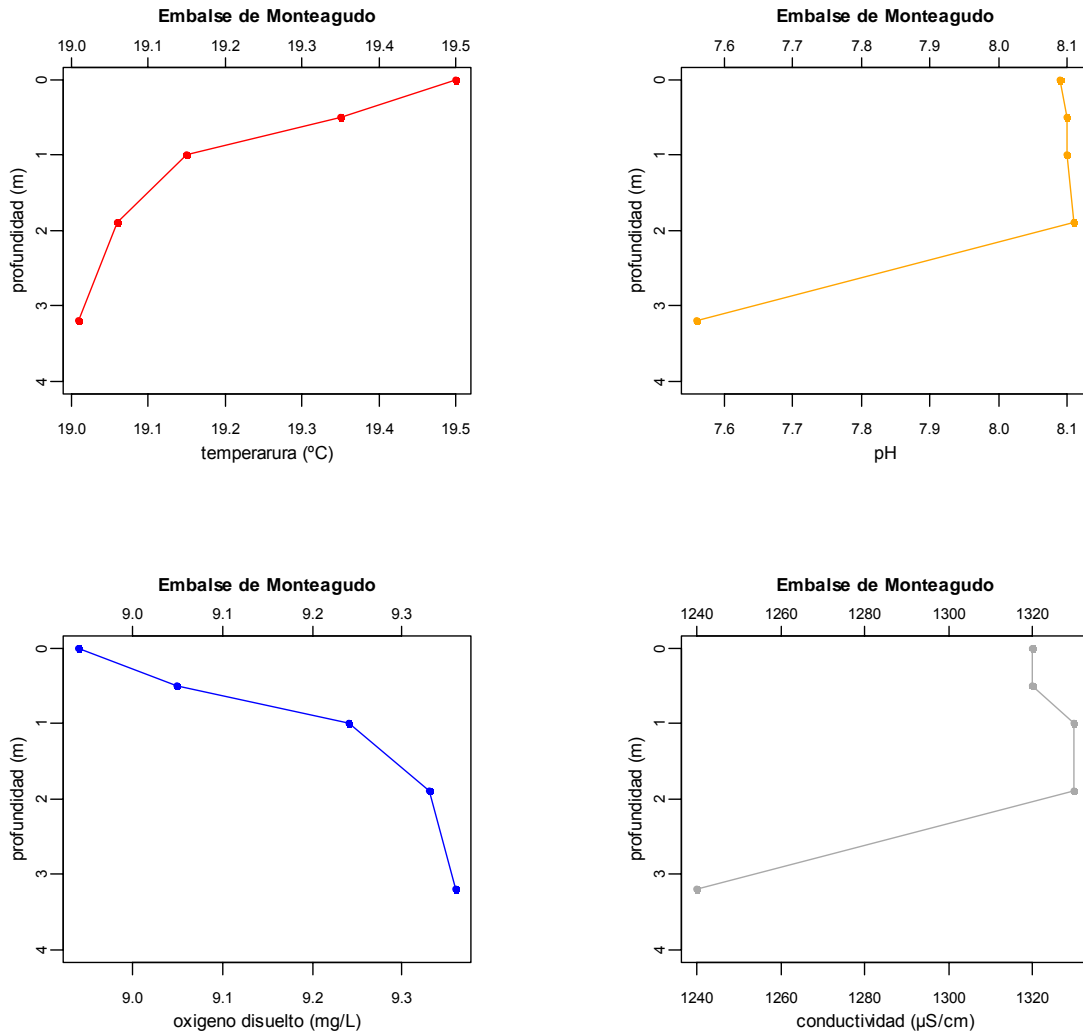 Embalse de Monteagudo
19.0 19.1 19.2 19.3 19.4 19.5
profundidad (m)
0
1
2
3
4
19.0 19.1 19.2 19.3 19.4 19.5
temperarura (ºC)
Embalse de Monteagudo
7.6 7.7 7.8 7.9 8.0 8.1
profundidad (m)
0
1
2
3
4
7.6 7.7 7.8 7.9 8.0 8.1
pH
Embalse de Monteagudo
9.0 9.1 9.2 9.3
profundidad (m)
0
1
2
3
4
9.0 9.1 9.2 9.3
oxigeno disuelto (mg/L)
Embalse de Monteagudo
1240 1260 1280 1300 1320
profundidad (m)
0
1
2
3
4
1240 1260 1280 1300 1320
conductividad (µS/cm)